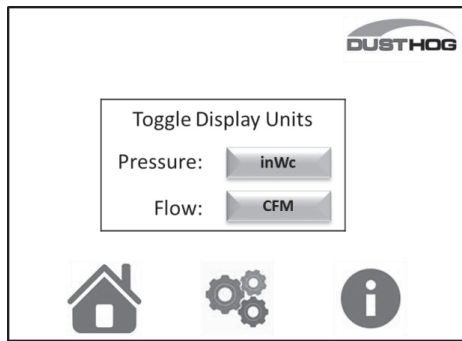 DUSTHOG
Toggle Display Units
Pressure: inWc
Flow: CFM
i